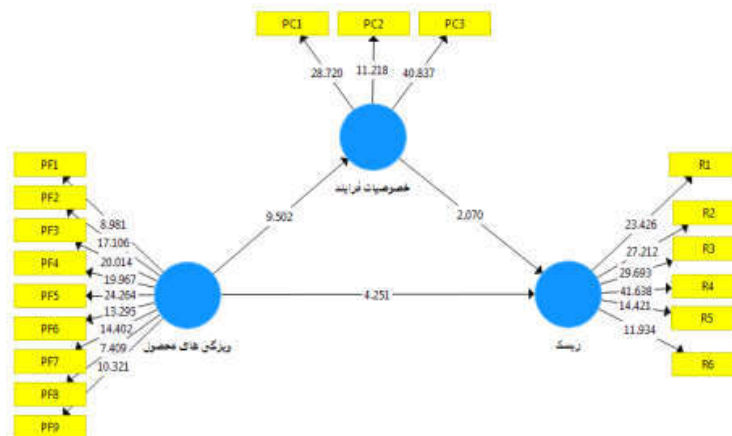 PC1 PC2 PC3
28.720 11.218 40.837
خصوصیات فرایند
9.502
2.070
PF1
PF2
PF3
PF4
PF5
PF6
PF7
PF8
PF9
8.981
17.106
20.014
19.967
24.264
13.295
14.402
7.409
10.321
ویژگی های محصول
4.251
R1
R2
R3
R4
R5
R6
23.426
27.212
29.693
41.638
14.421
11.934
ریسک